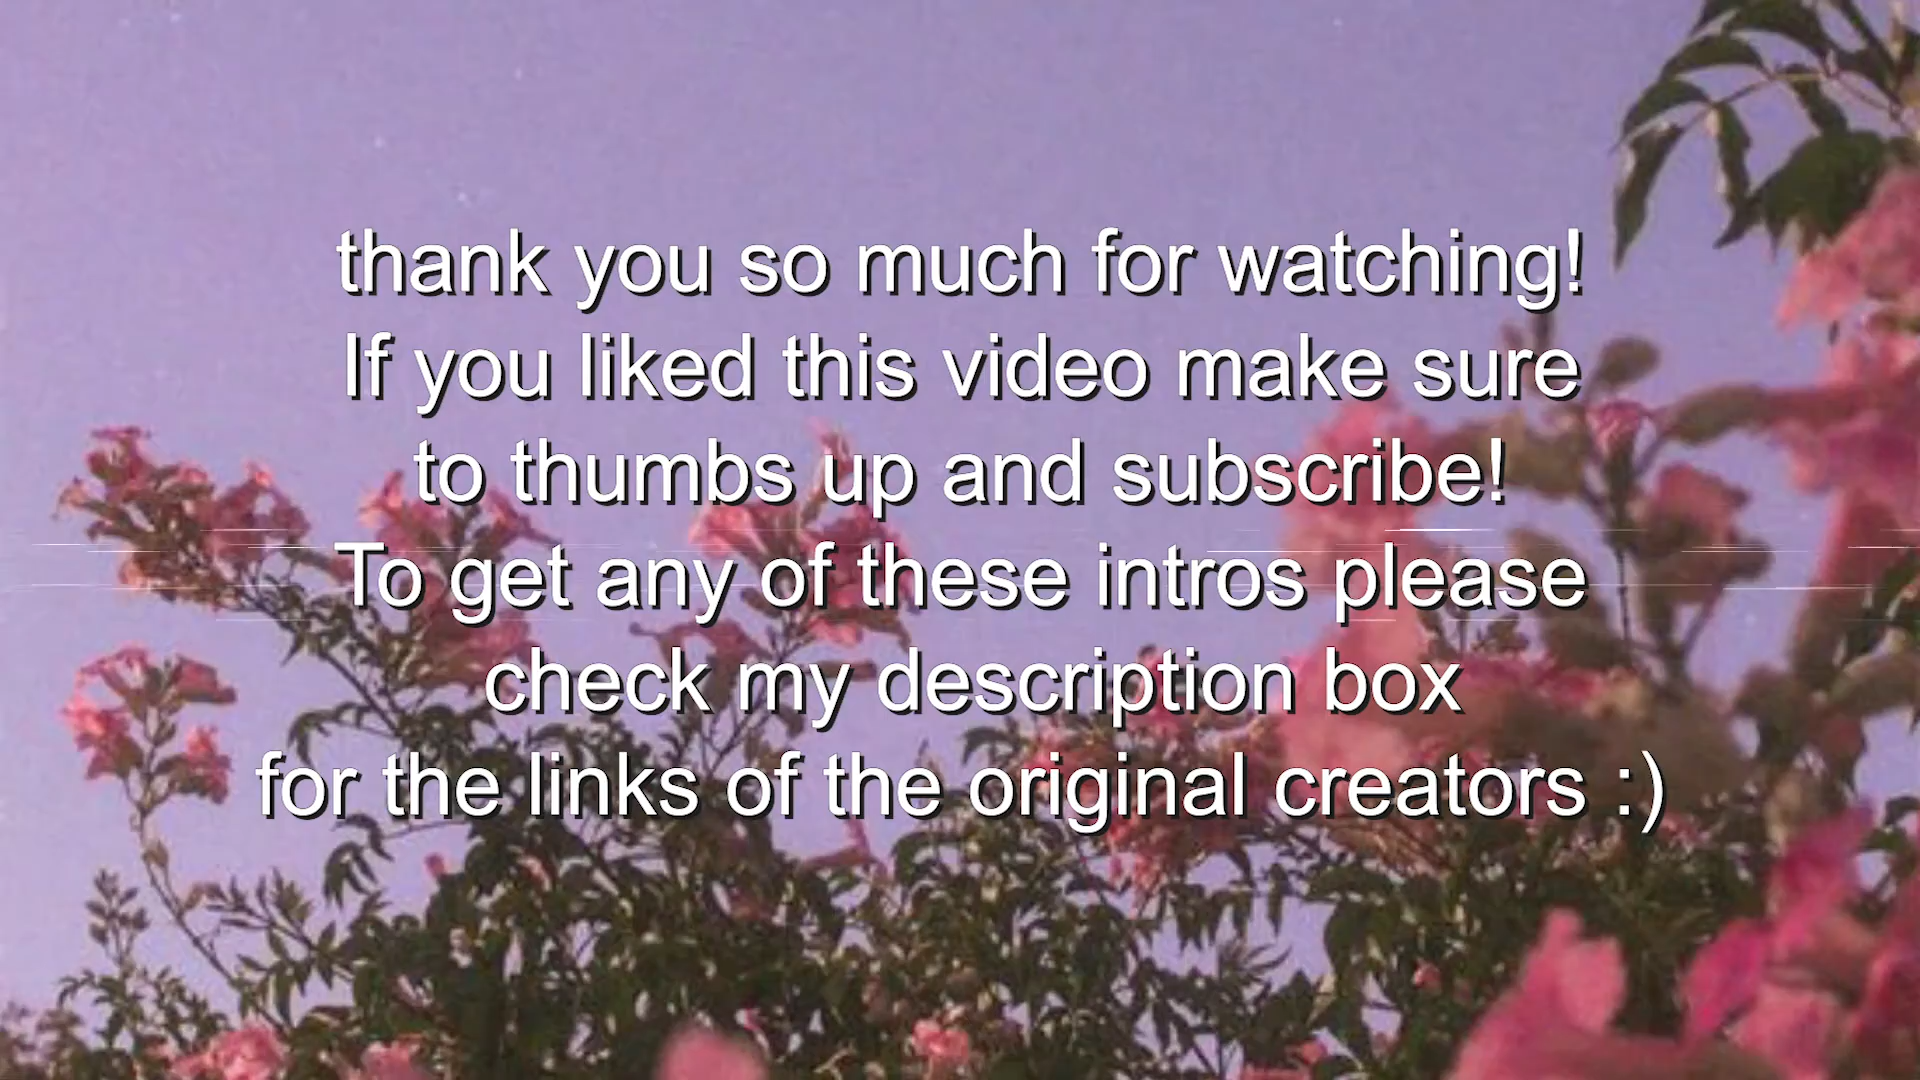 thank you so much for watching!
If you liked this video make sure
to thumbs up and subscribe!
To get any of these intros please
check my description box
for the links of the original creators :)